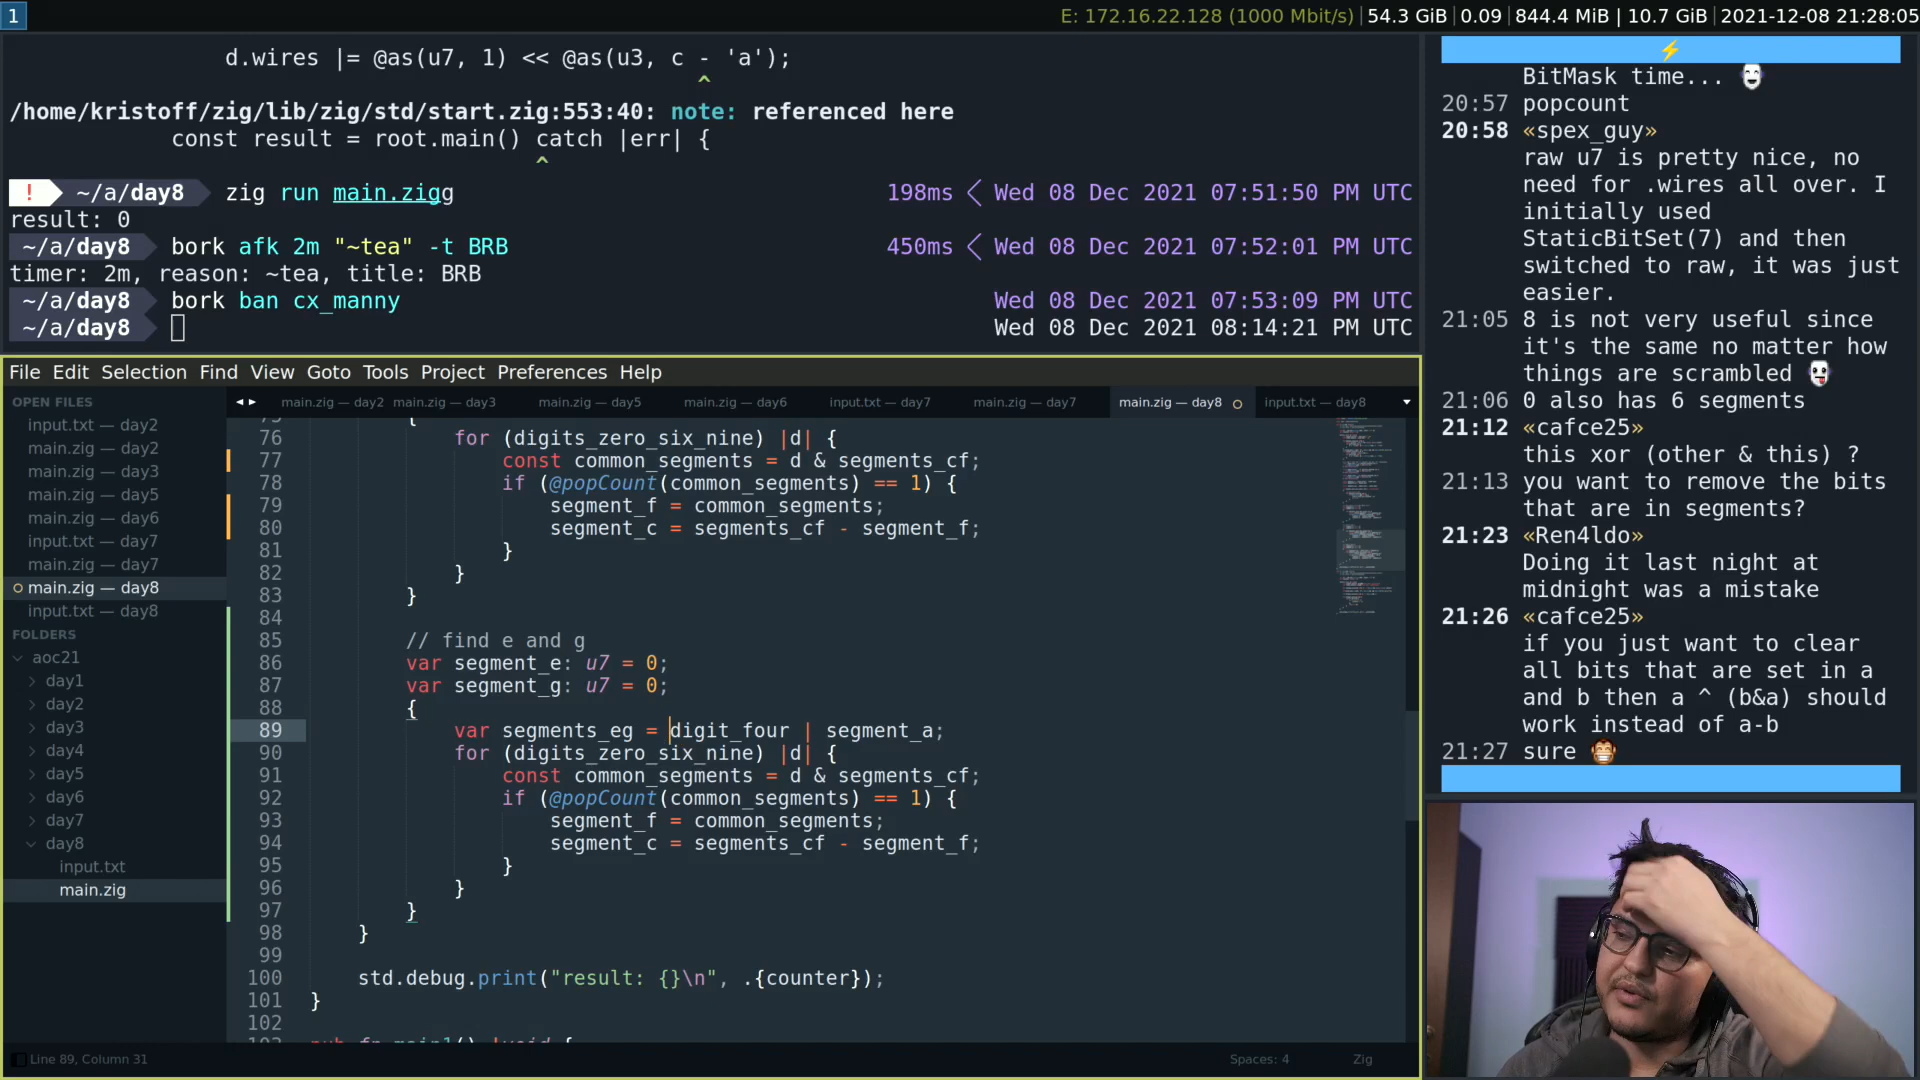 1
E: 172.16.22.128 (1000 Mbit/s) | 54.3 GiB | 0.09 | 844.4 MiB | 10.7 GiB | 2021-12-08 21:28:05
d.wires |= @as(u7, 1) << @as(u3, c - 'a');
^
/home/kristoff/zig/lib/zig/std/start.zig:553:40: note: referenced here
const result = root.main() catch |err| {
^
! ~/a/day8 zig run main.zigg 198ms < Wed 08 Dec 2021 07:51:50 PM UTC
result: 0
~/a/day8 bork afk 2m "~tea" -t BRB 450ms < Wed 08 Dec 2021 07:52:01 PM UTC
timer: 2m, reason: ~tea, title: BRB
~/a/day8 bork ban cx_manny Wed 08 Dec 2021 07:53:09 PM UTC
~/a/day8 Wed 08 Dec 2021 08:14:21 PM UTC
File Edit Selection Find View Goto Tools Project Preferences Help
OPEN FILES
input.txt — day2
main.zig — day2
main.zig — day3
main.zig — day5
main.zig — day6
input.txt — day7
main.zig — day7
main.zig — day8
input.txt — day8
FOLDERS
aoc21
day1
day2
day3
day4
day5
day6
day7
day8
input.txt
main.zig
main.zig — day2 main.zig — day3 main.zig — day5 main.zig — day6 input.txt — day7 main.zig — day7 main.zig — day8 input.txt — day8
75 {
76 for (digits_zero_six_nine) |d| {
77 const common_segments = d & segments_cf;
78 if (@popCount(common_segments) == 1) {
79 segment_f = common_segments;
80 segment_c = segments_cf - segment_f;
81 }
82 }
83 }
84
85 // find e and g
86 var segment_e: u7 = 0;
87 var segment_g: u7 = 0;
88 {
89 var segments_eg = digit_four | segment_a;
90 for (digits_zero_six_nine) |d| {
91 const common_segments = d & segments_cf;
92 if (@popCount(common_segments) == 1) {
93 segment_f = common_segments;
94 segment_c = segments_cf - segment_f;
95 }
96 }
97 }
98 }
99
100 std.debug.print("result: {}\n", .{counter});
101 }
102
103 pub fn main1() !void {
Line 89, Column 31
Spaces: 4 Zig
⚡
BitMask time...
20:57 popcount
20:58 «spex_guy»
raw u7 is pretty nice, no
need for .wires all over. I
initially used
StaticBitSet(7) and then
switched to raw, it was just
easier.
21:05 8 is not very useful since
it's the same no matter how
things are scrambled
21:06 0 also has 6 segments
21:12 «cafce25»
this xor (other & this) ?
21:13 you want to remove the bits
that are in segments?
21:23 «Ren4ldo»
Doing it last night at
midnight was a mistake
21:26 «cafce25»
if you just want to clear
all bits that are set in a
and b then a ^ (b&a) should
work instead of a-b
21:27 sure